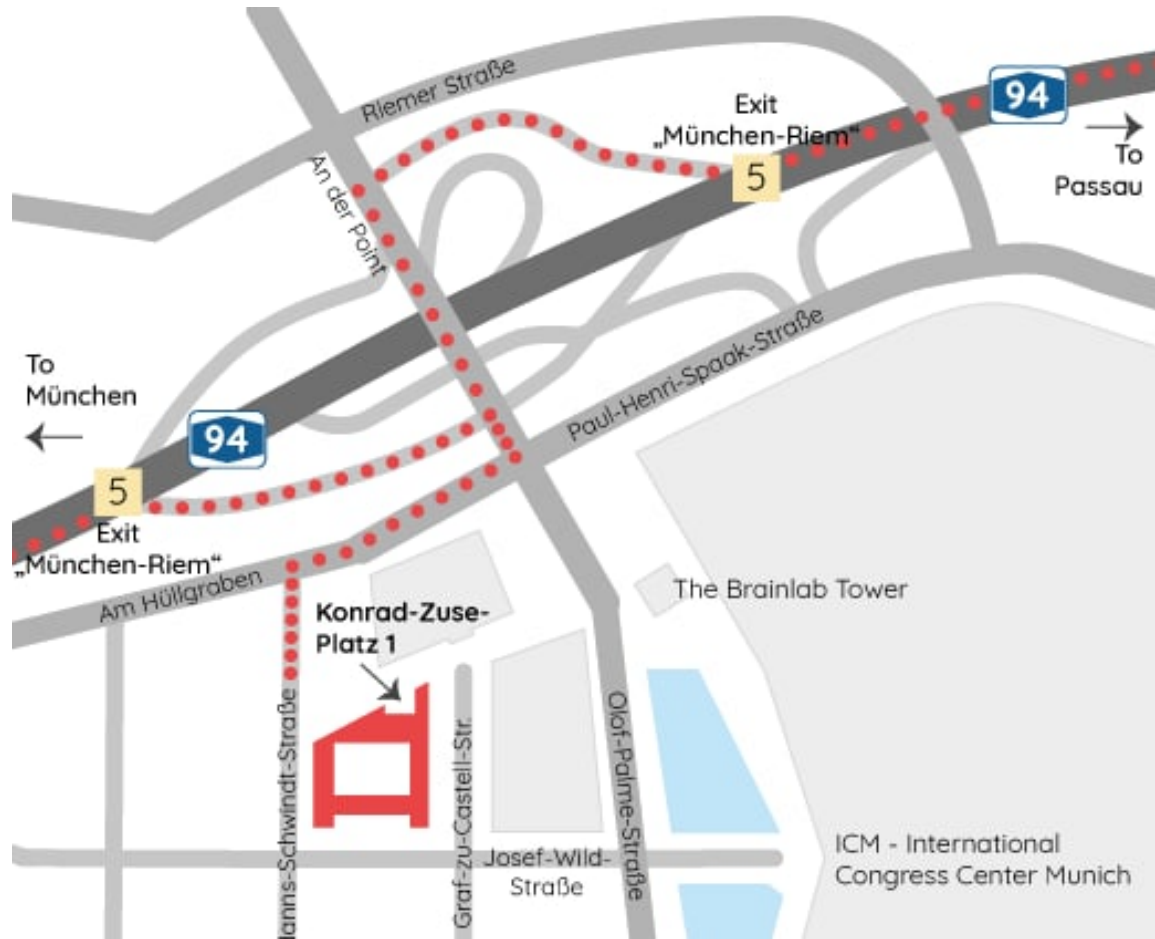 Riemer Straße
Exit
„München-Riem“
94
5
To
Passau
An der Point
To
München
94
5
Exit
„München-Riem“
Paul-Henri-Spaak-Straße
Am Hüllgraben
The Brainlab Tower
Konrad-Zuse-
Platz 1
Hanns-Schwindt-Straße
Graf-zu-Castell-Str.
Olof-Palme-Straße
Josef-Wild-
Straße
ICM - International
Congress Center Munich